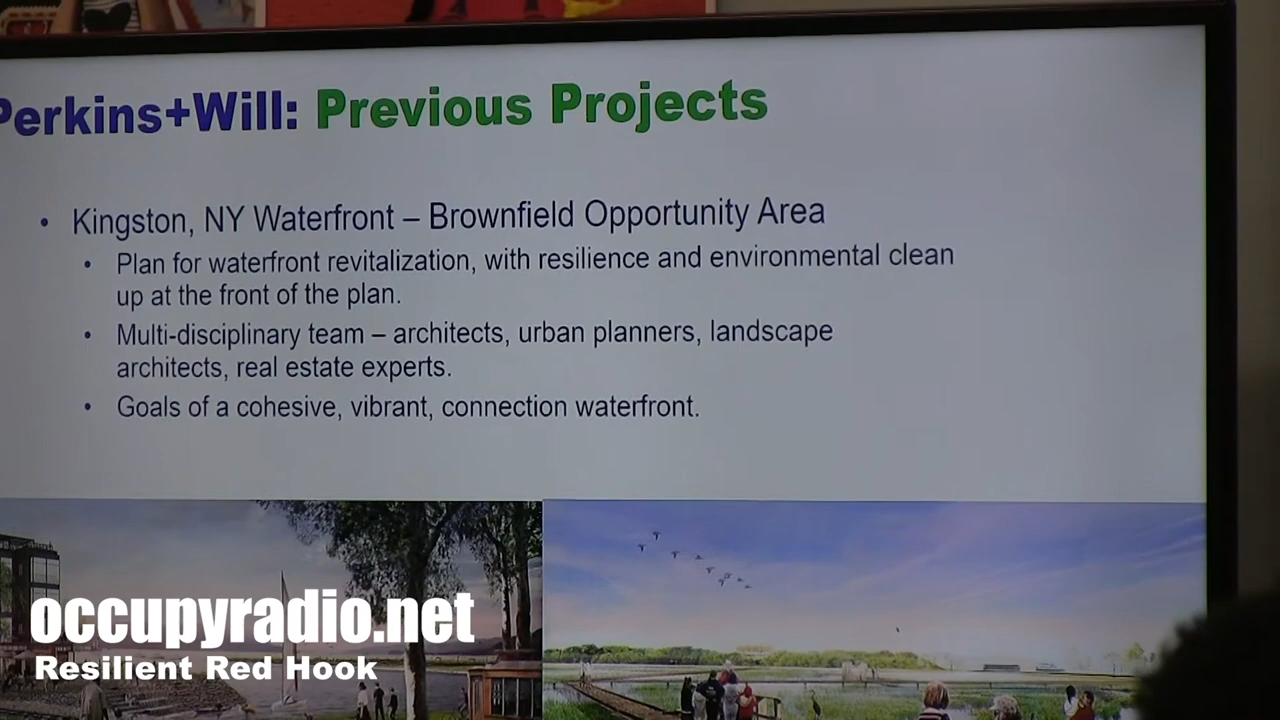 Perkins+Will: Previous Projects
• Kingston, NY Waterfront – Brownfield Opportunity Area
• Plan for waterfront revitalization, with resilience and environmental clean
up at the front of the plan.
• Multi-disciplinary team – architects, urban planners, landscape
architects, real estate experts.
• Goals of a cohesive, vibrant, connection waterfront.
occupyradio.net
Resilient Red Hook